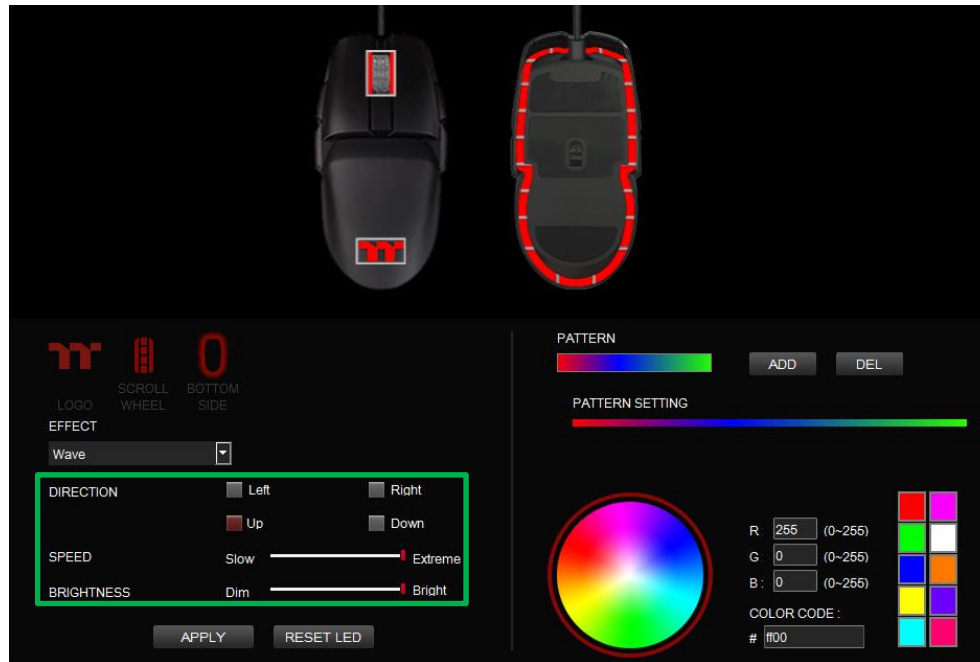 LOGO
SCROLL WHEEL
BOTTOM SIDE
EFFECT
Wave
DIRECTION Left Right
Up Down
SPEED Slow Extreme
BRIGHTNESS Dim Bright
APPLY RESET LED
PATTERN
ADD DEL
PATTERN SETTING
R : 255 (0~255)
G : 0 (0~255)
B : 0 (0~255)
COLOR CODE :
# ff00